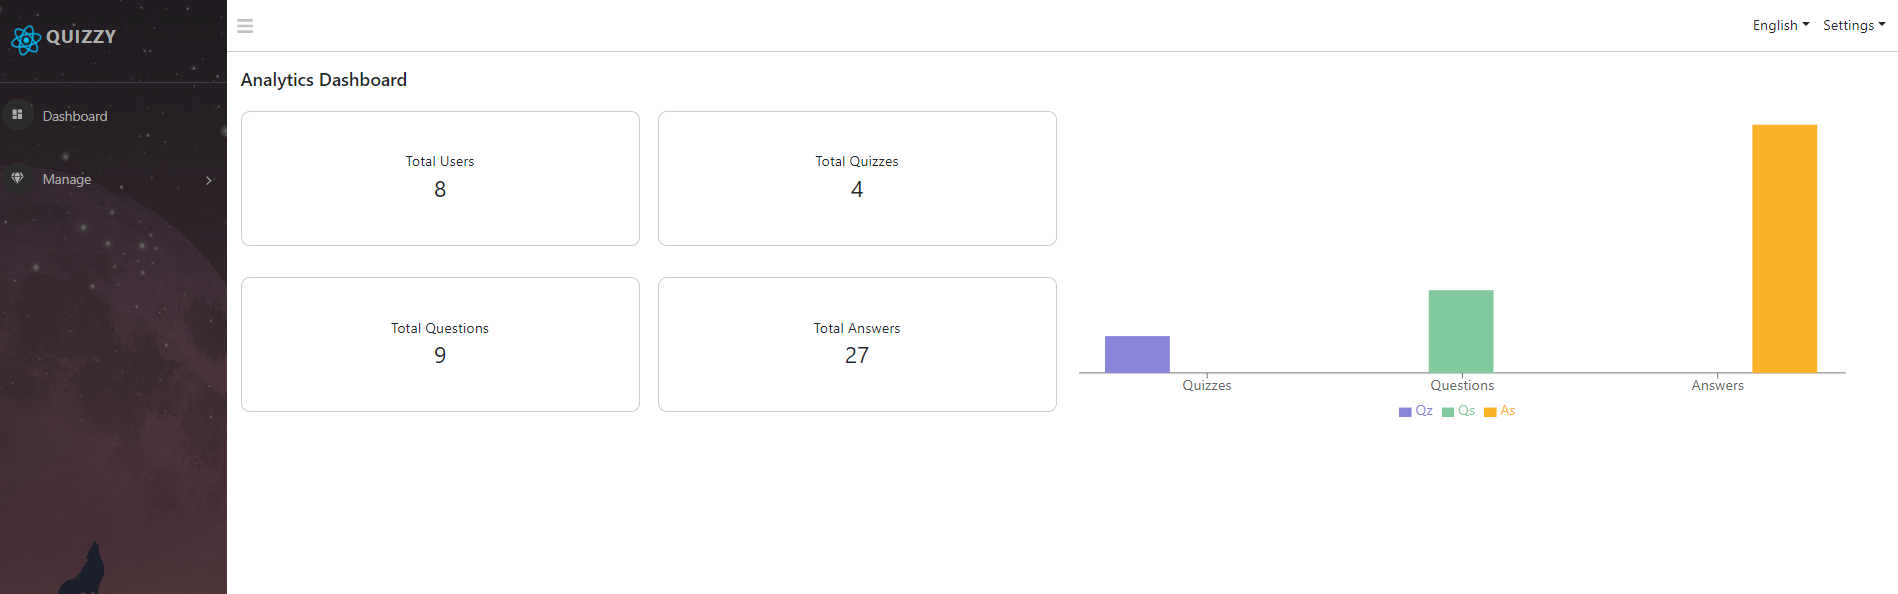 QUIZZY
English Settings
Dashboard
Manage
Analytics Dashboard
Total Users
8
Total Quizzes
4
Total Questions
9
Total Answers
27
Quizzes Questions Answers
Qz Qs As